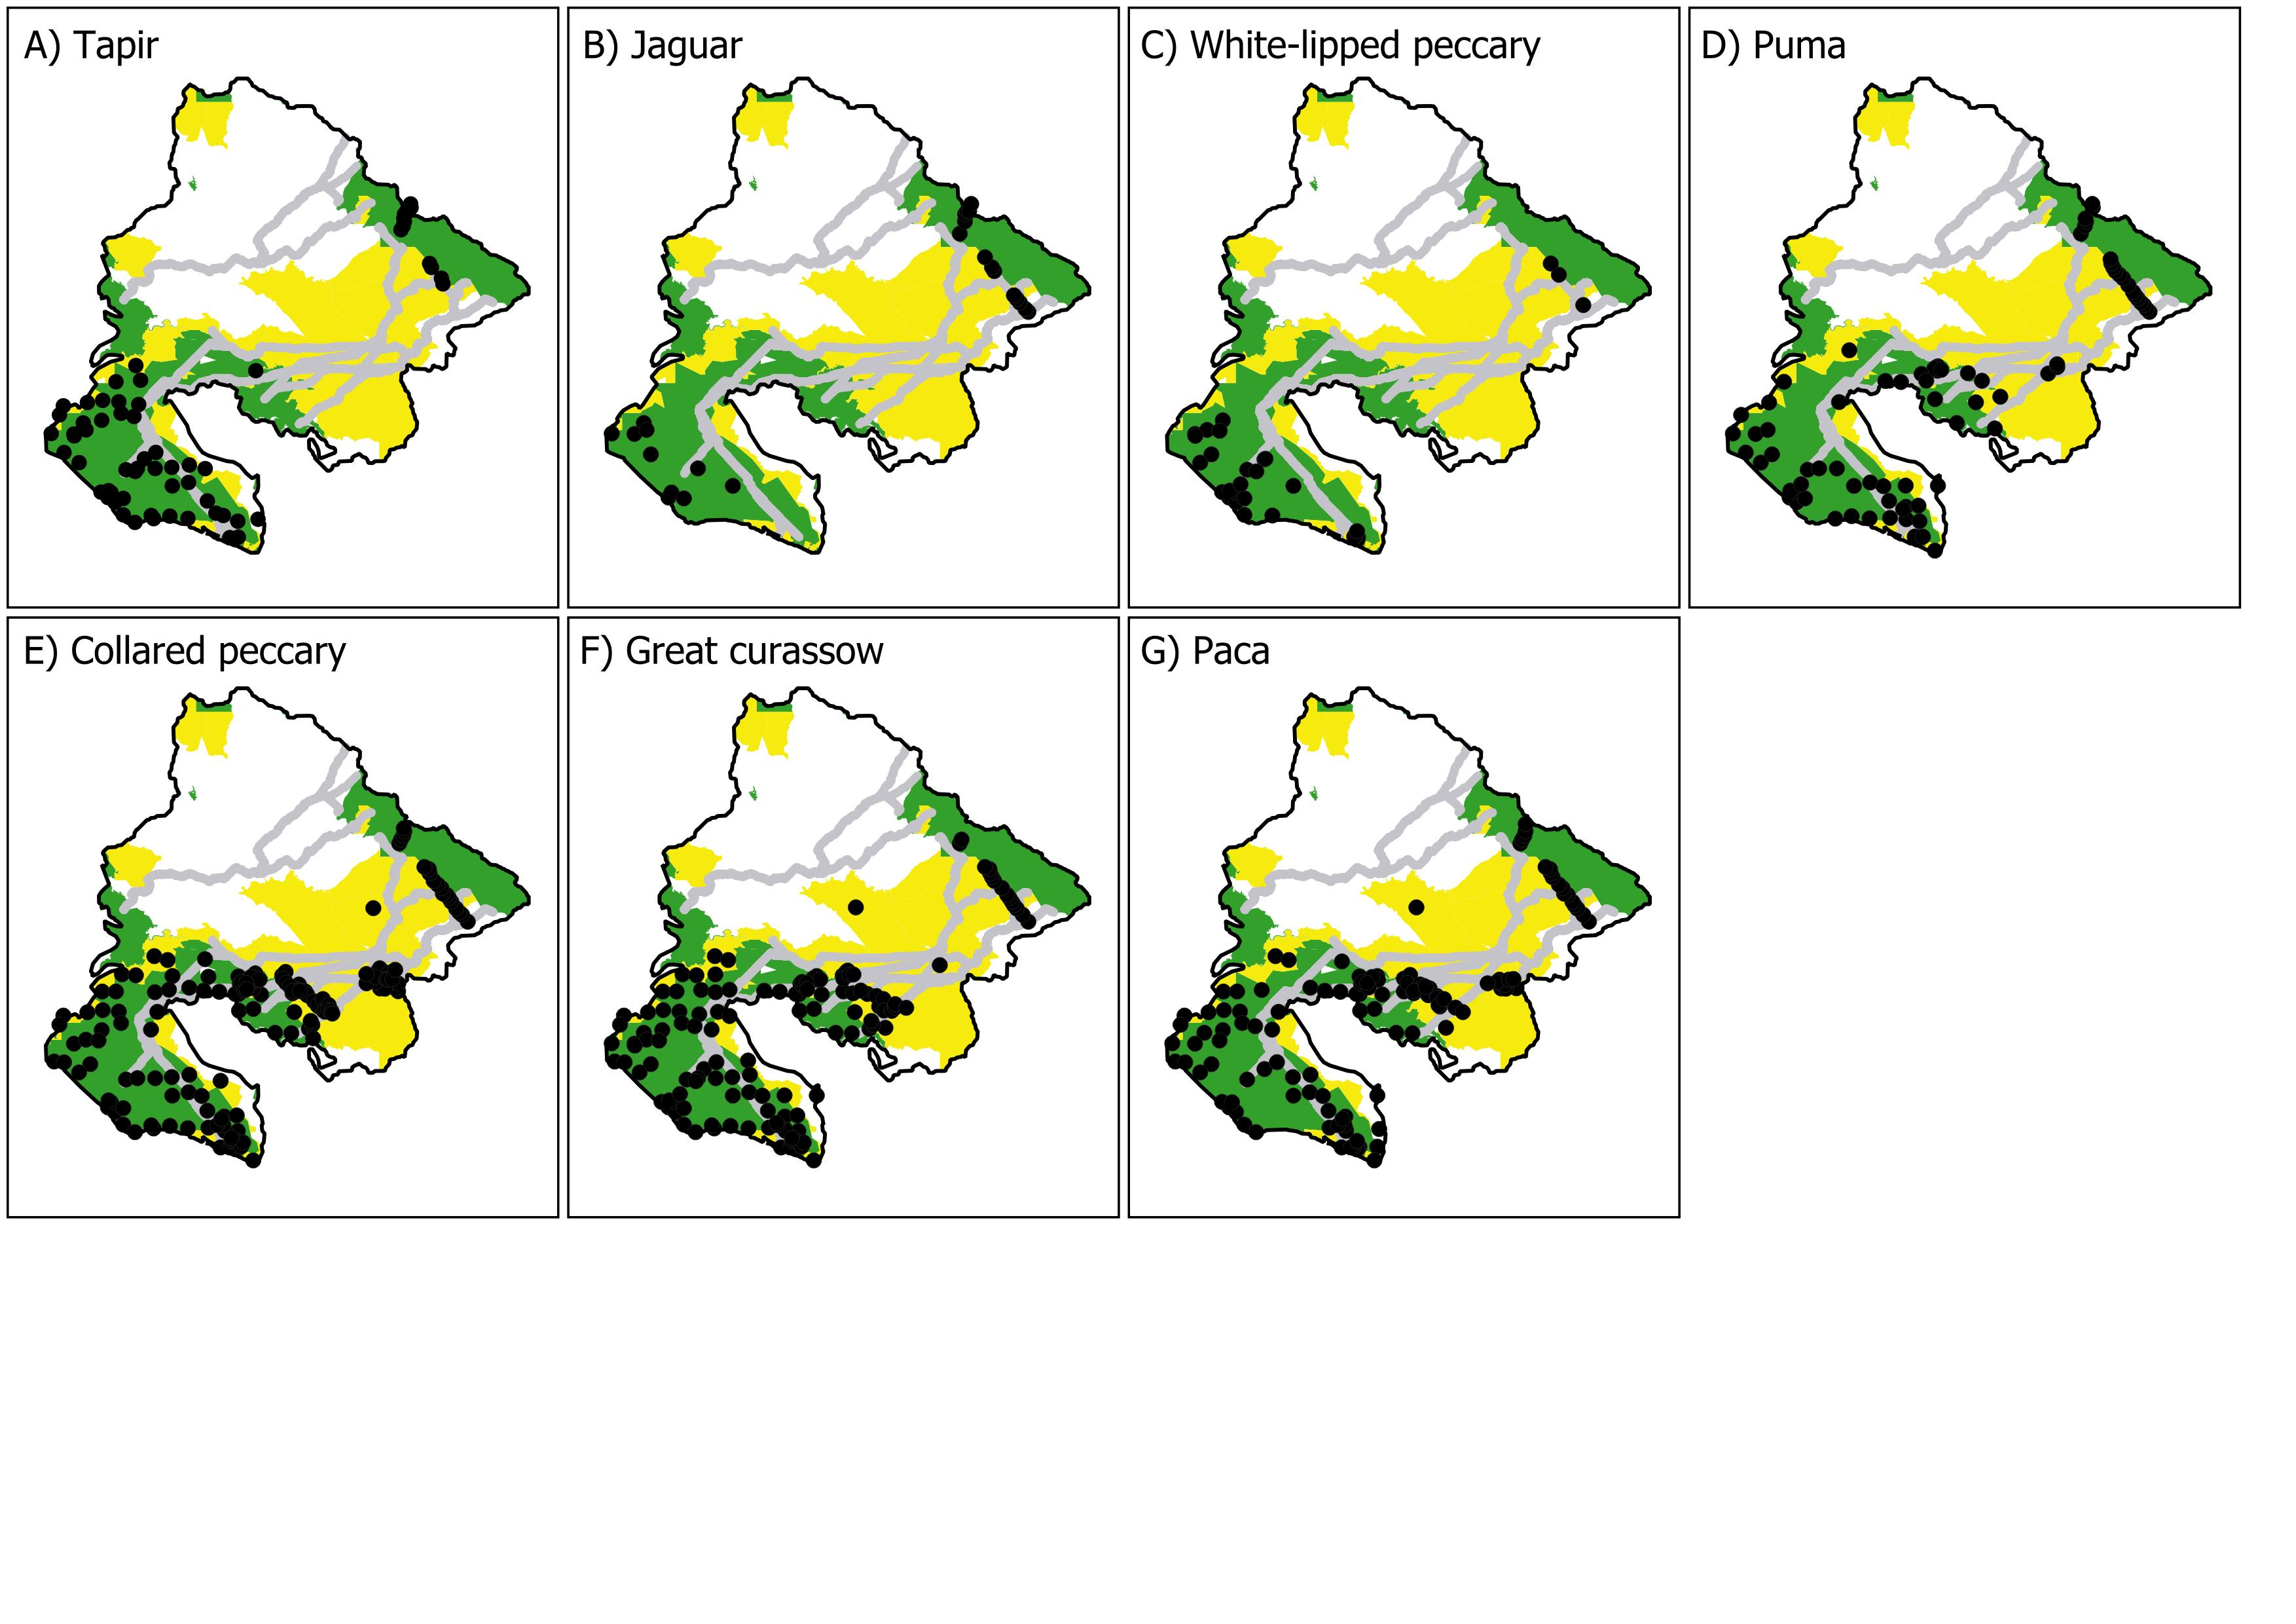 A) Tapir
B) Jaguar
C) White-lipped peccary
D) Puma
E) Collared peccary
F) Great curassow
G) Paca